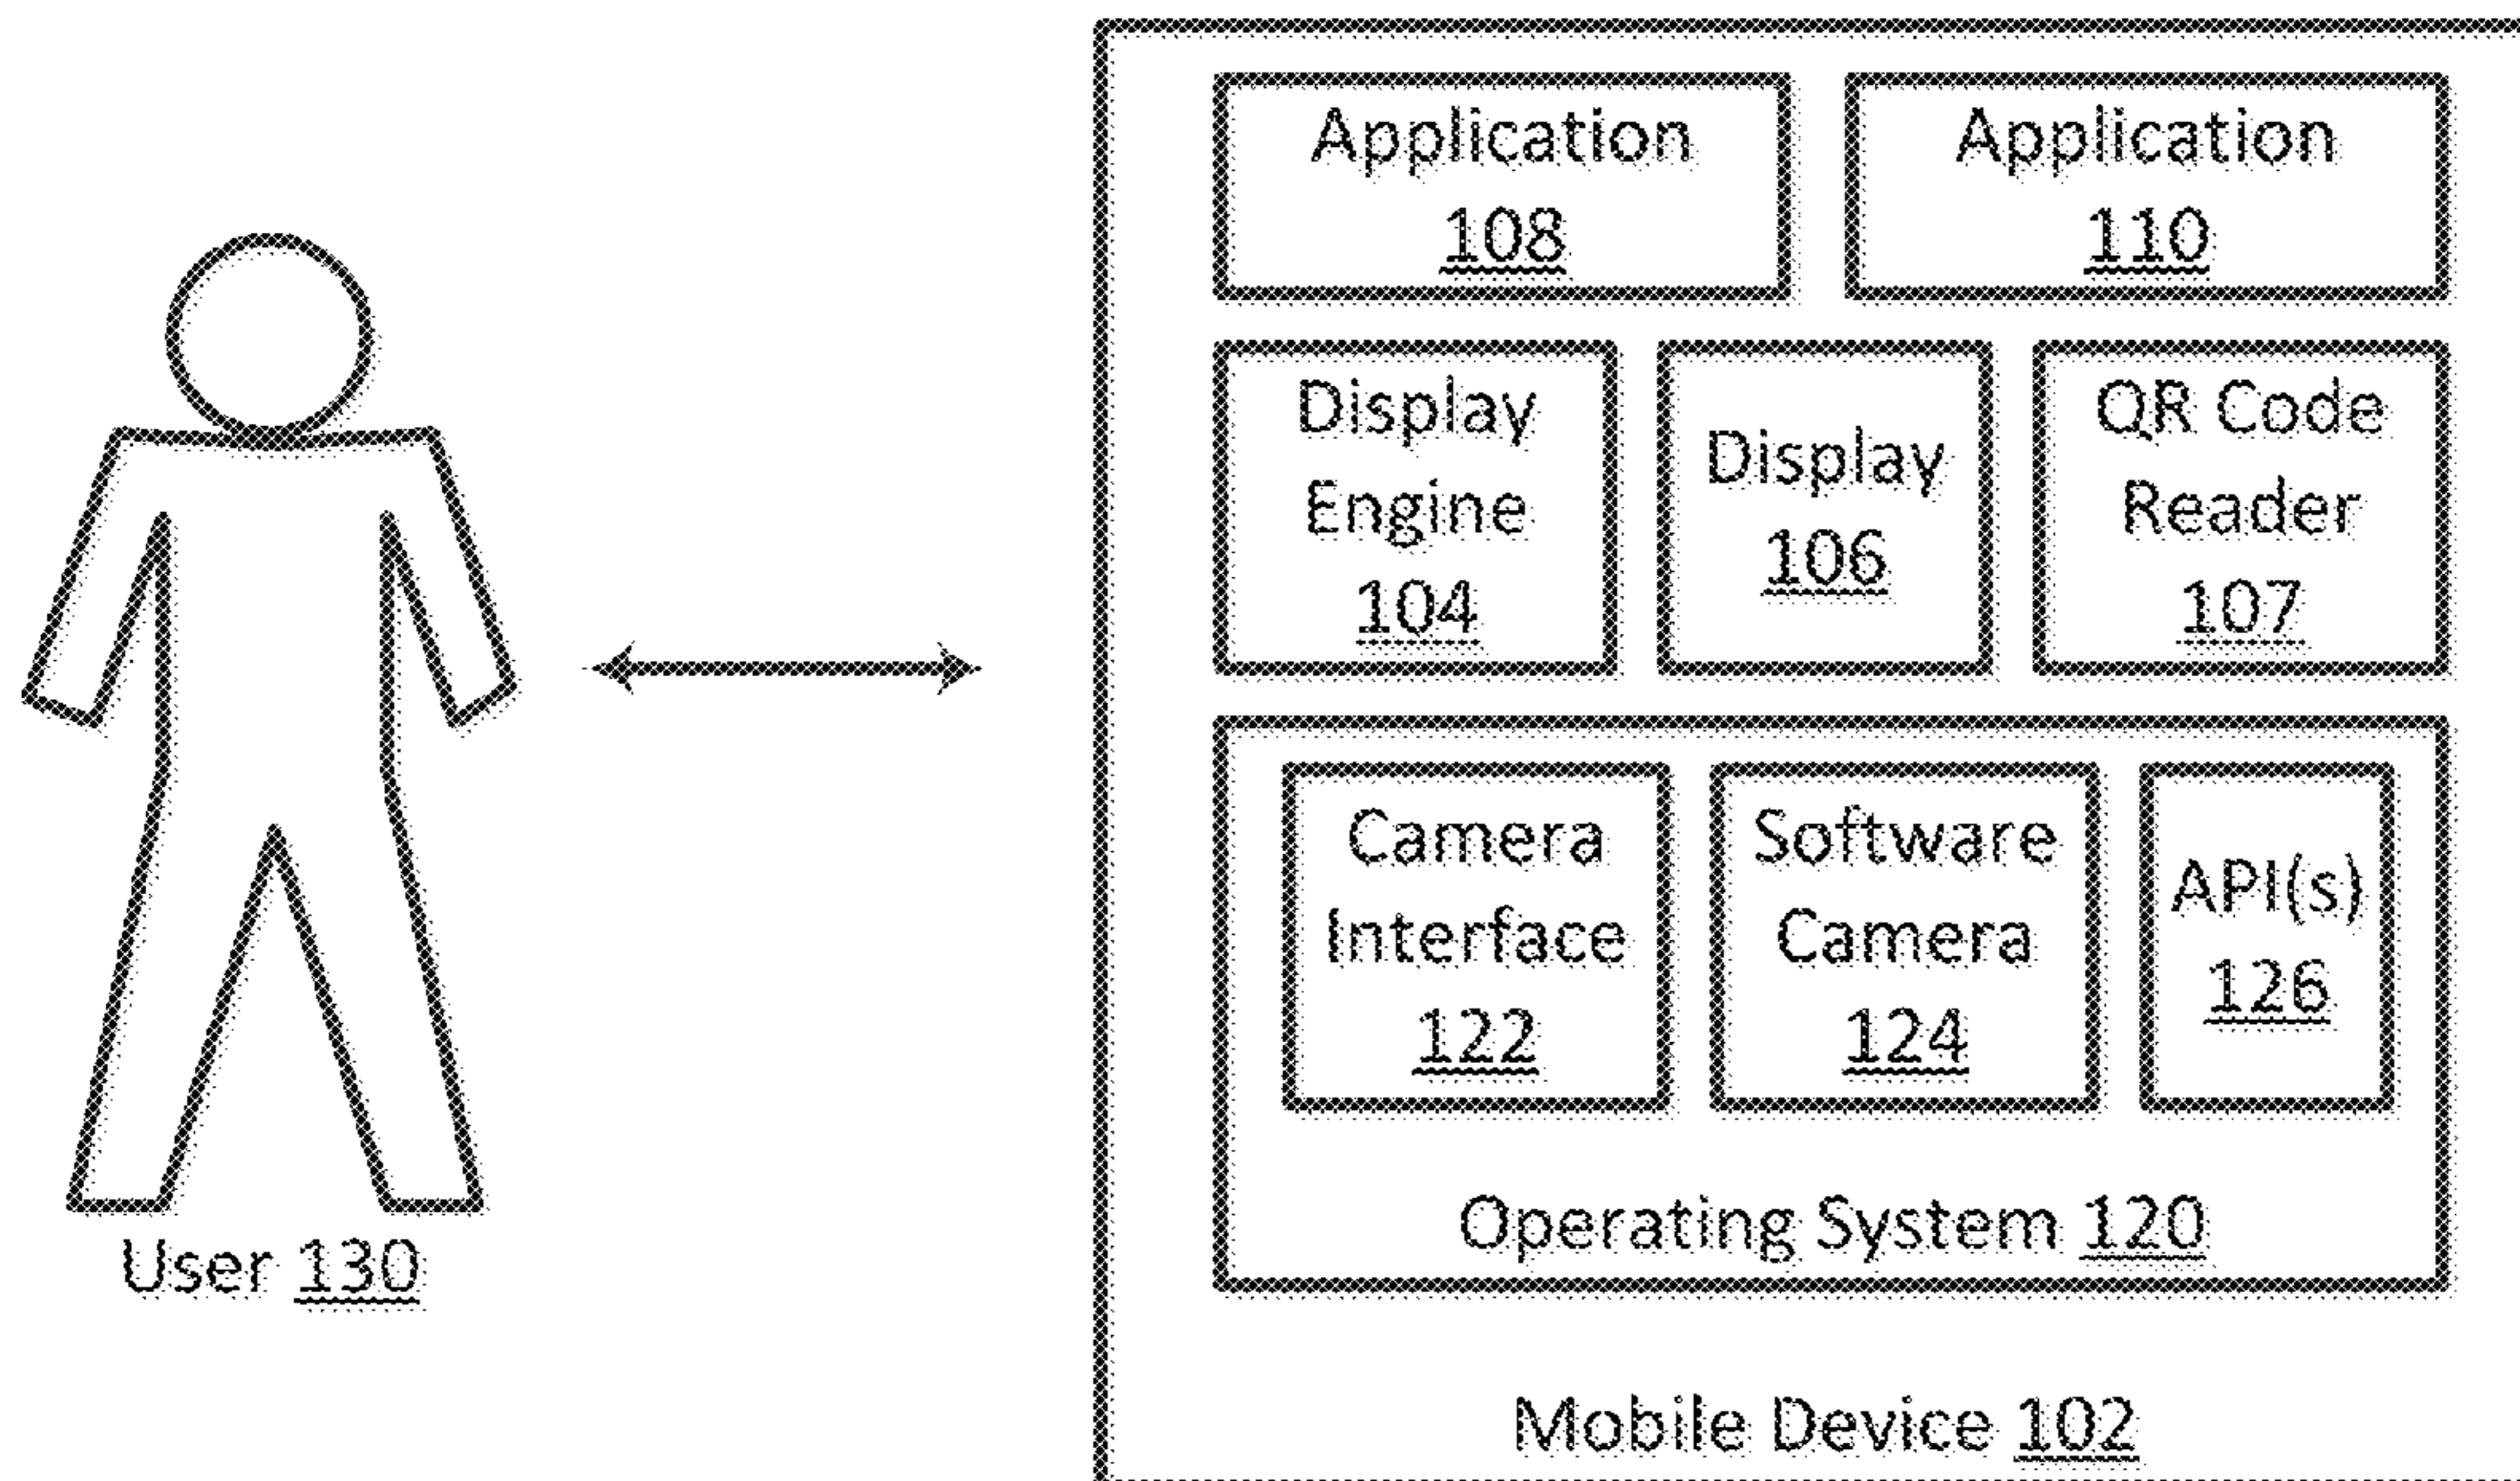 Application
108
Application
110
Display
Engine
104
Display
106
QR Code
Reader
107
Camera
Interface
122
Software
Camera
124
API(s)
126
Operating System 120
User 130
Mobile Device 102